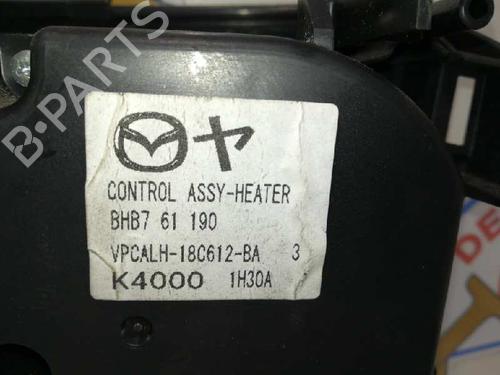 ヤ
CONTROL ASSY-HEATER
BHB7 61 190
VPCALH-18C612-BA 3
K4000 1H30A
B-PARTS